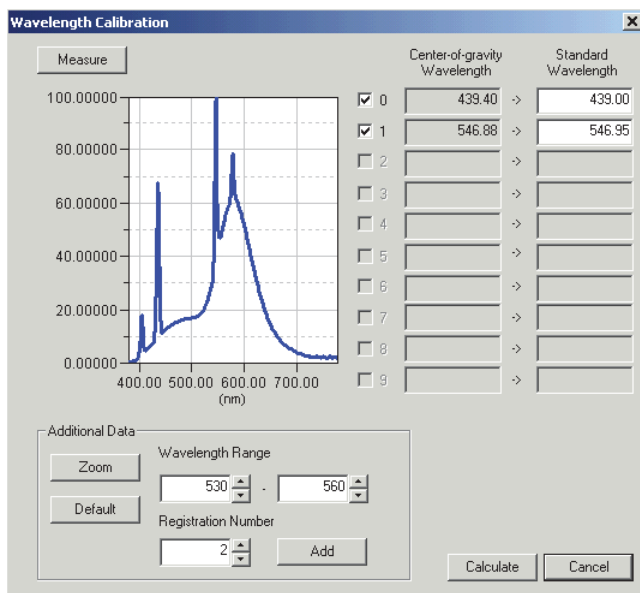 Wavelength Calibration
Measure
Center-of-gravity Wavelength
Standard Wavelength
0 439.40 -> 439.00
1 546.88 -> 546.95
2 ->
3 ->
4 ->
5 ->
6 ->
7 ->
8 ->
9 ->
100.00000
80.00000
60.00000
40.00000
20.00000
0.00000
400.00 500.00 600.00 700.00
(nm)
Additional Data
Zoom
Default
Wavelength Range
530 - 560
Registration Number
2 Add
Calculate Cancel